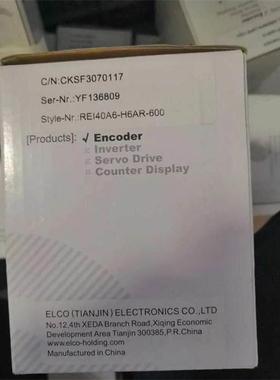 C/N:CKSF3070117
Ser-Nr.:YF136809
Style-Nr.:REI40A6-H6AR-600
[Products]: √ Encoder
Inverter
Servo Drive
Counter Display
ELCO (TIANJIN) ELECTRONICS CO.,LTD
No.12,4th XEDA Branch Road,Xiqing Economic
Development Area Tianjin 300385,P.R.China
www.elco-holding.com
Manufactured in China